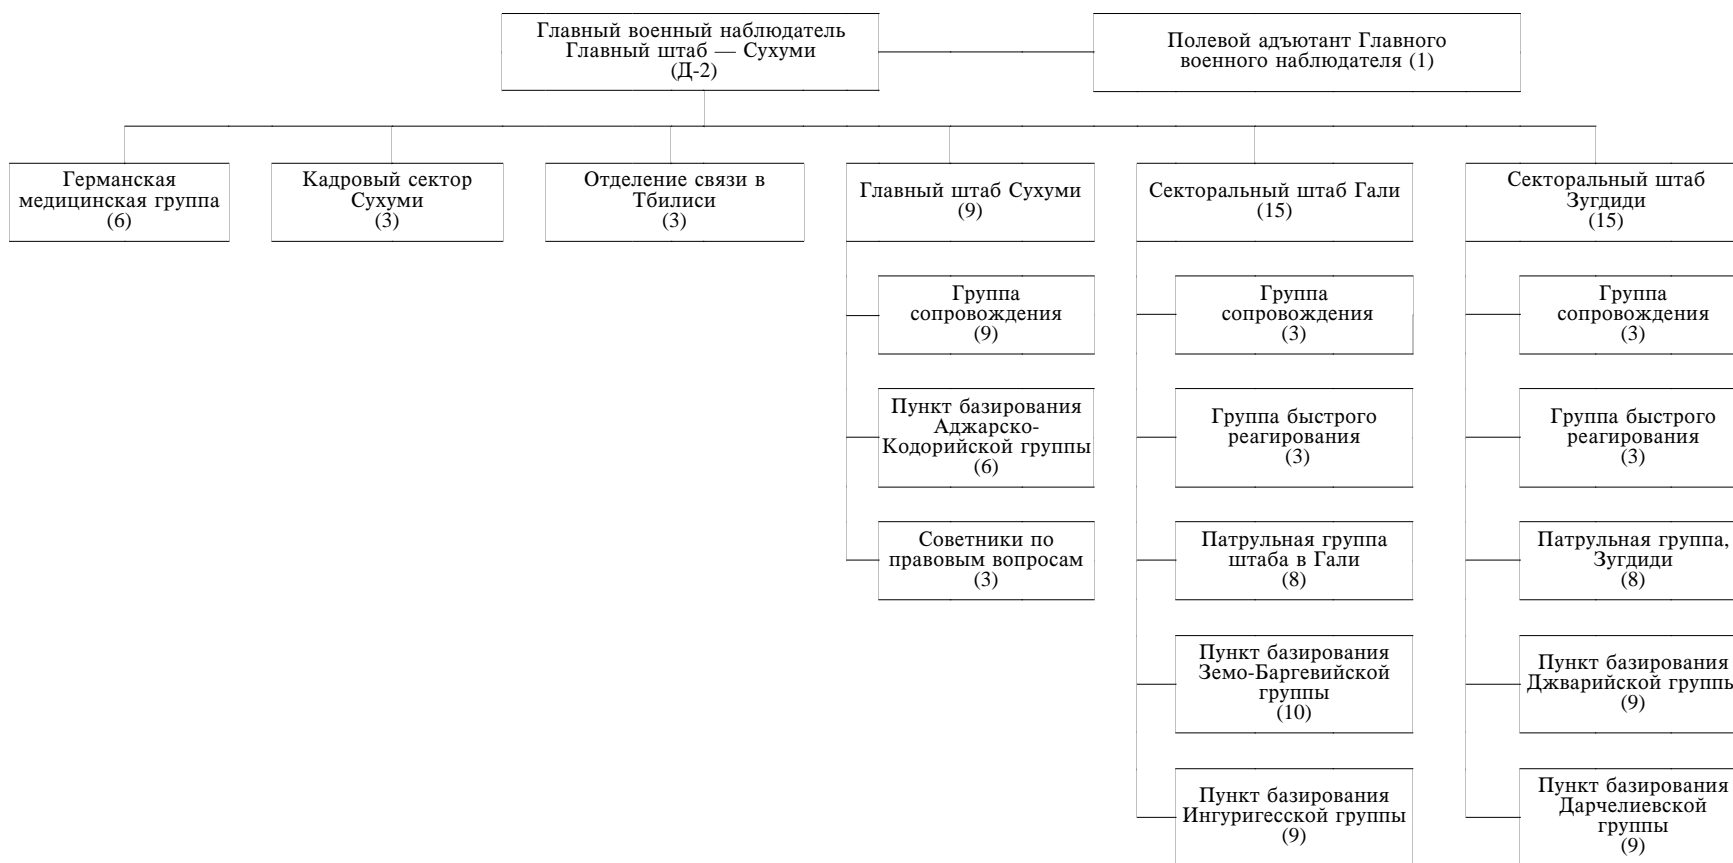 Главный военный наблюдатель
Главный штаб — Сухуми
(Д-2)
Полевой адъютант Главного
военного наблюдателя (1)
Германская
медицинская группа
(6)
Кадровый сектор
Сухуми
(3)
Отделение связи в
Тбилиси
(3)
Главный штаб Сухуми
(9)
Секторальный штаб Гали
(15)
Секторальный штаб
Зугдиди
(15)
Группа
сопровождения
(9)
Пункт базирования
Аджарско-
Кодорийской группы
(6)
Советники по
правовым вопросам
(3)
Группа
сопровождения
(3)
Группа быстрого
реагирования
(3)
Патрульная группа
штаба в Гали
(8)
Пункт базирования
Земо-Баргевийской
группы
(10)
Пункт базирования
Ингуригесской группы
(9)
Группа
сопровождения
(3)
Группа быстрого
реагирования
(3)
Патрульная группа,
Зугдиди
(8)
Пункт базирования
Джварийской группы
(9)
Пункт базирования
Дарчелиевской
группы
(9)